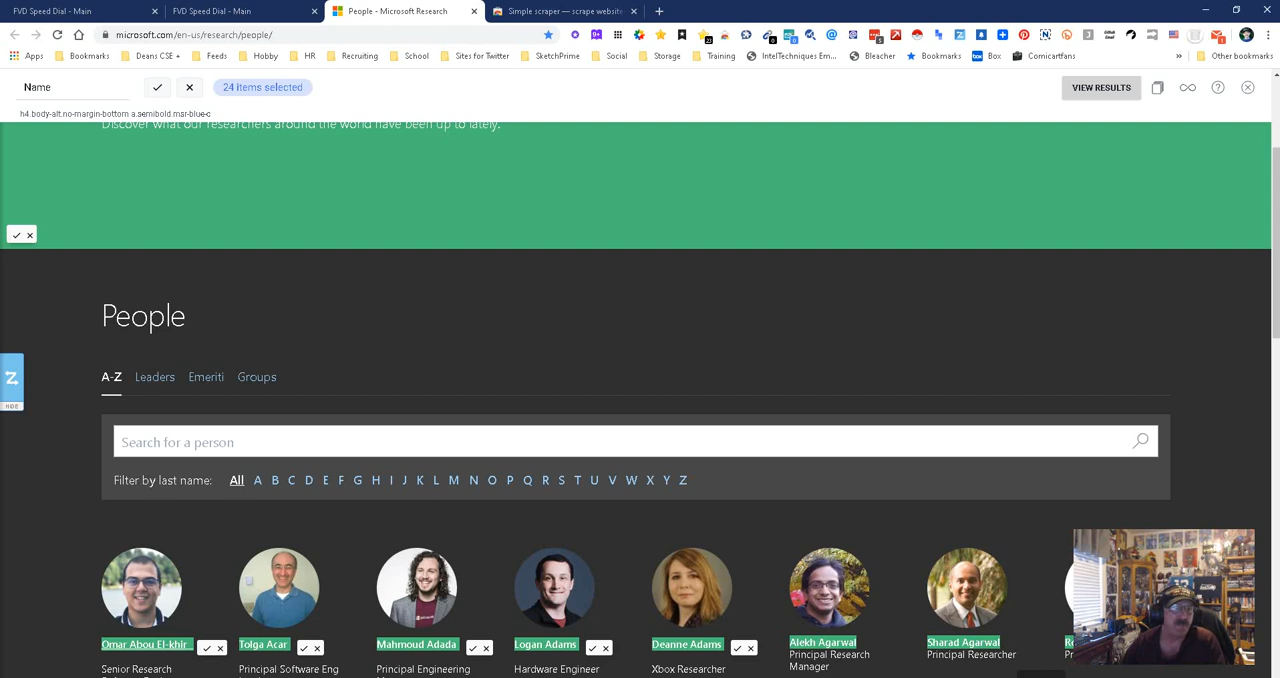 FVD Speed Dial - Main
FVD Speed Dial - Main
People - Microsoft Research
Simple scraper — scrape website
microsoft.com/en-us/research/people/
Apps Bookmarks Deans CSE + Feeds Hobby HR Recruiting School Sites for Twitter SketchPrime Social Storage Training IntelTechniques Em... Bookmarks Box Comicartfans » Other bookmarks
Bleacher
Name
24 items selected
VIEW RESULTS
h4.body-alt.no-margin-bottom a.semibold.msr-blue-c
Discover what our researchers around the world have been up to lately.
People
A-Z Leaders Emeriti Groups
HIDE
Search for a person
Filter by last name: All A B C D E F G H I J K L M N O P Q R S T U V W X Y Z
Omar Abou El-khir...
Senior Research
Tolga Acar
Principal Software Eng
Mahmoud Adada
Principal Engineering
Logan Adams
Hardware Engineer
Deanne Adams
Xbox Researcher
Alekh Agarwal
Principal Research
Manager
Sharad Agarwal
Principal Researcher